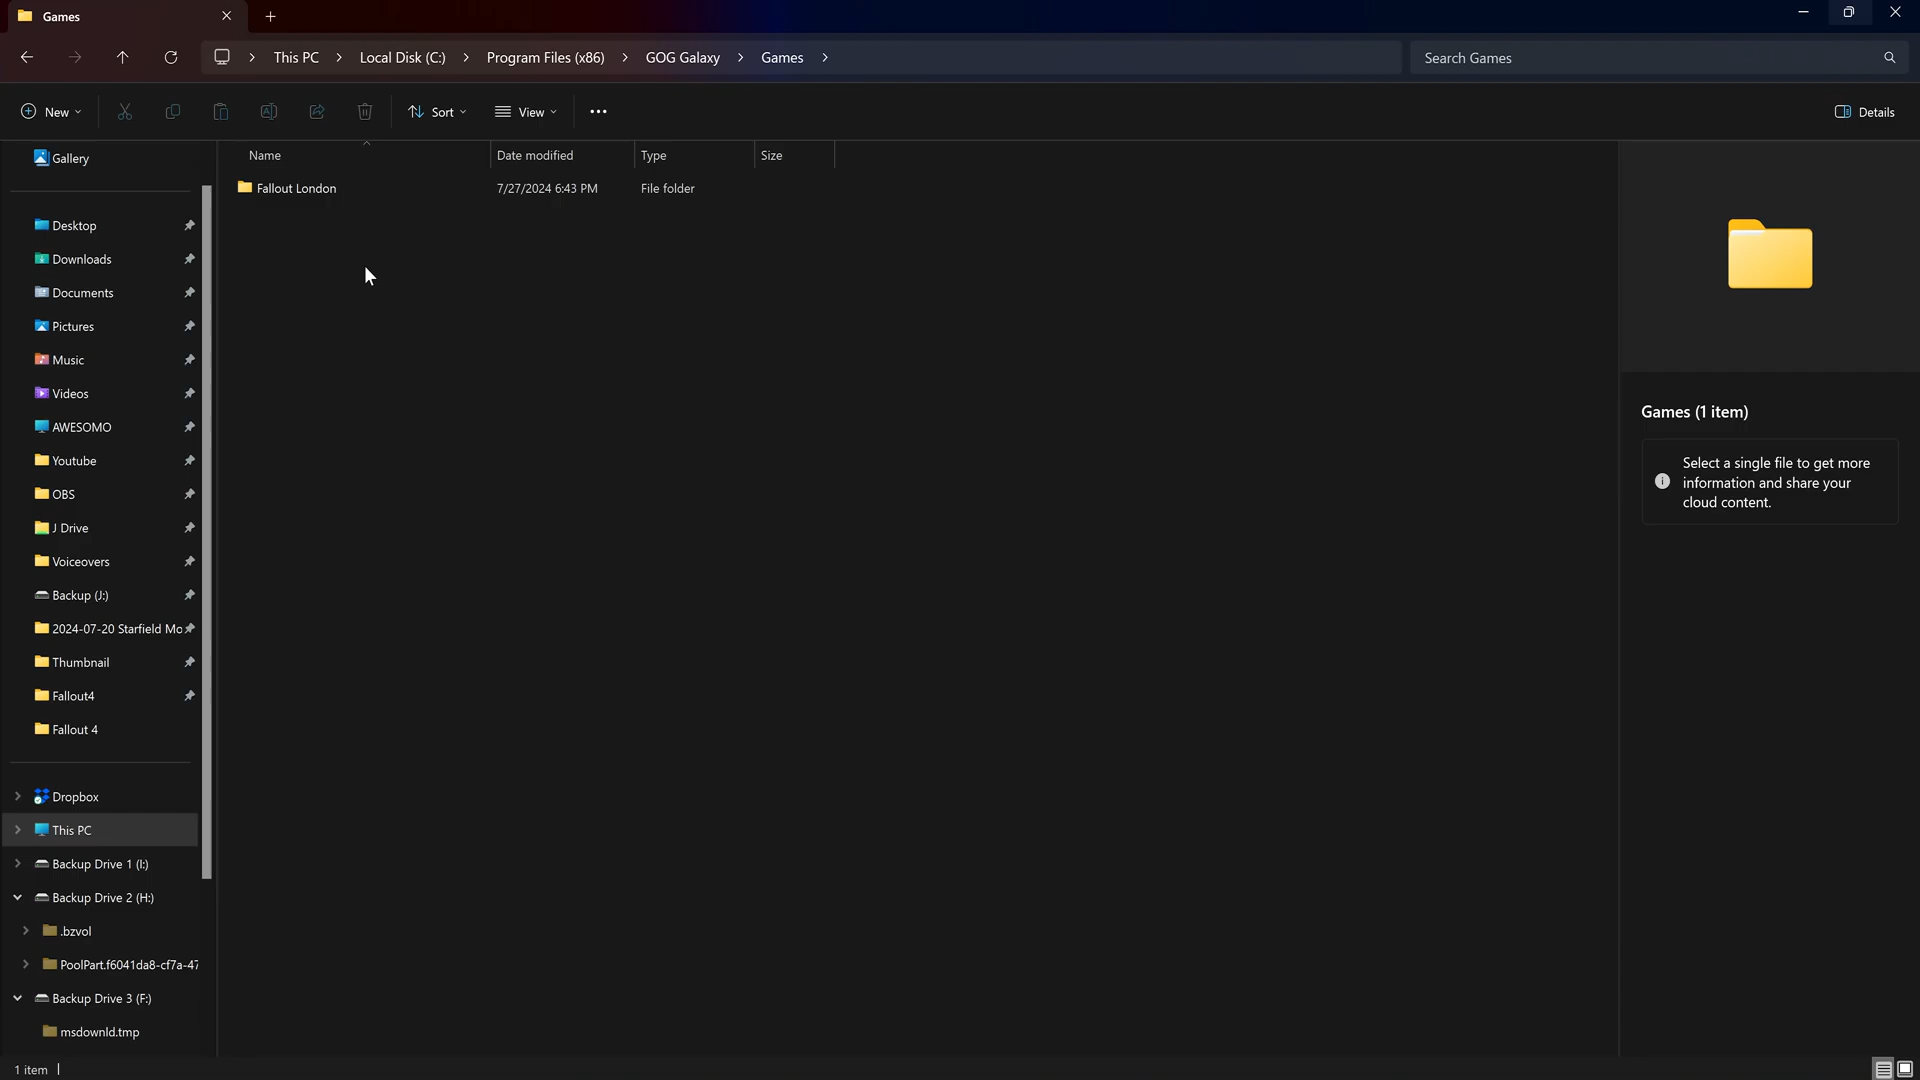 Games
This PC > Local Disk (C:) > Program Files (x86) > GOG Galaxy > Games >
Search Games
New
Sort
View
Details
Name
Date modified
Type
Size
Fallout London
7/27/2024 6:43 PM
File folder
Gallery
Desktop
Downloads
Documents
Pictures
Music
Videos
AWESOMO
Youtube
OBS
J Drive
Voiceovers
Backup (J:)
2024-07-20 Starfield Mo
Thumbnail
Fallout4
Fallout 4
Dropbox
This PC
Backup Drive 1 (I:)
Backup Drive 2 (H:)
.bzvol
PoolPart.f6041da8-cf7a-47
Backup Drive 3 (F:)
msdownld.tmp
Games (1 item)
Select a single file to get more
information and share your
cloud content.
1 item